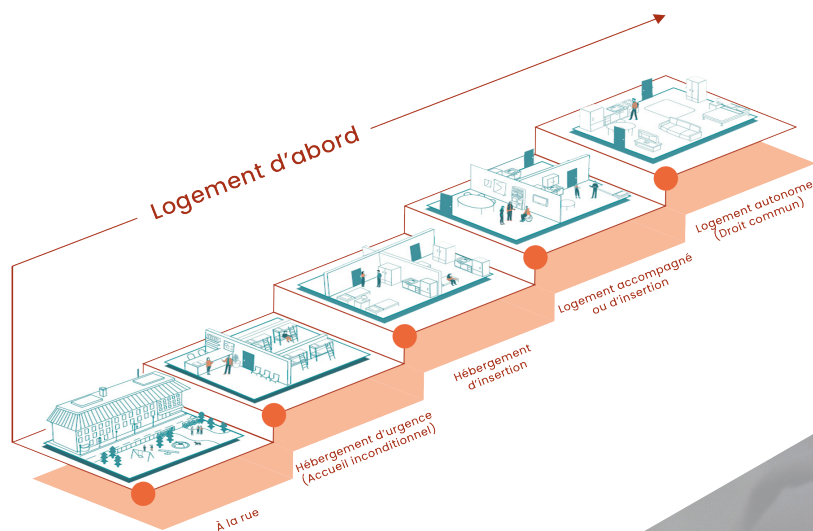 Logement d'abord
À la rue
Hébergement d'urgence
(Accueil inconditionnel)
Hébergement
d'insertion
Logement accompagné
ou d'insertion
Logement autonome
(Droit commun)